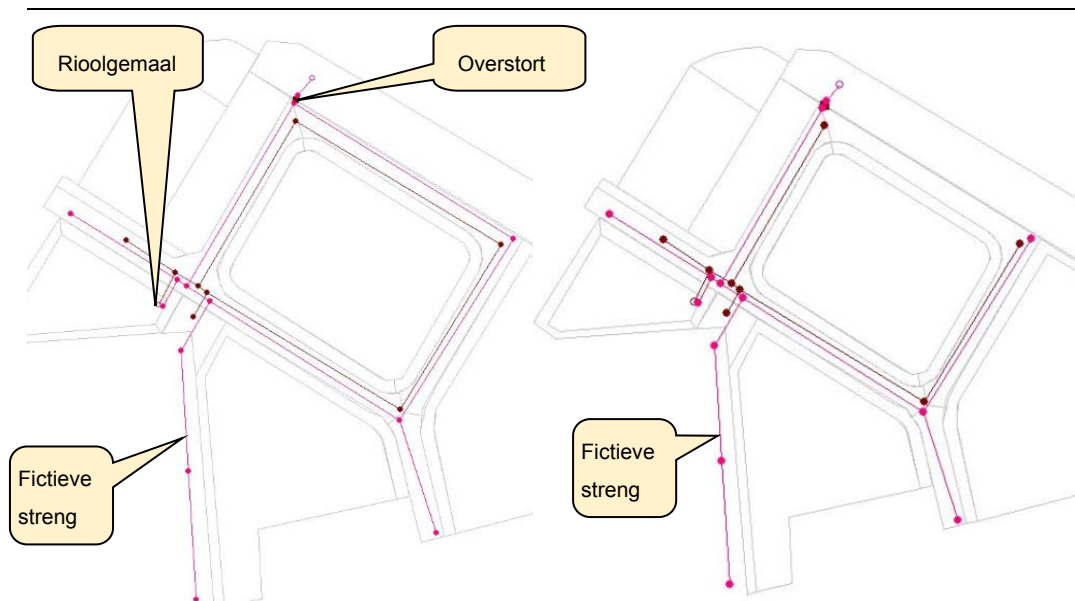 Rioolgemaal
Overstort
Fictieve
streng
Fictieve
streng